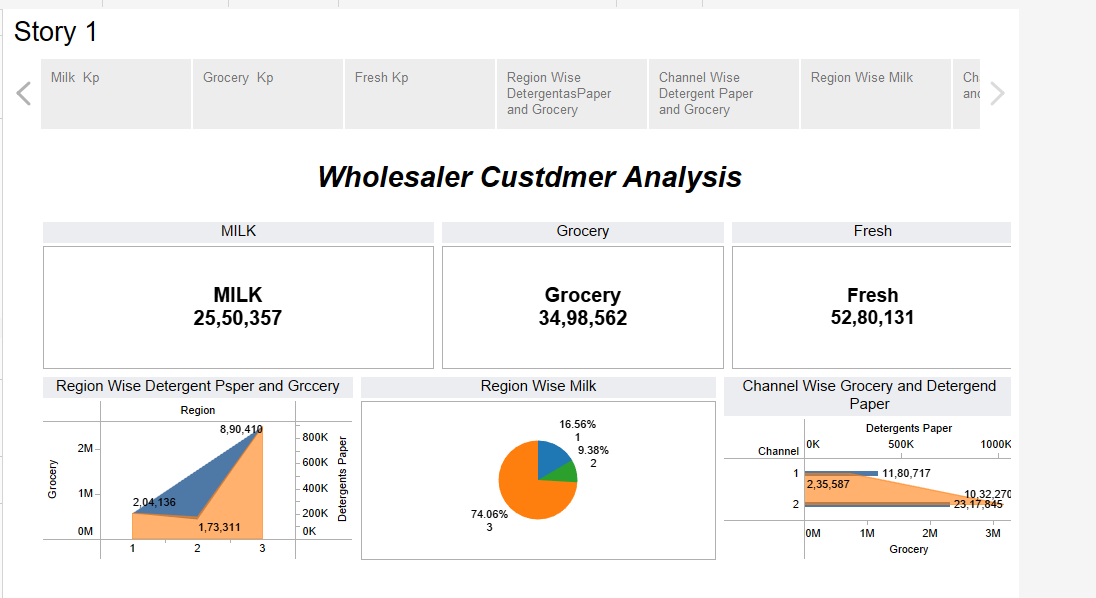 Story 1
Milk Kp
Grocery Kp
Fresh Kp
Region Wise
DetergentasPaper
and Grocery
Channel Wise
Detergent Paper
and Grocery
Region Wise Milk
Ch
and
Wholesaler Custdmer Analysis
MILK
Grocery
Fresh
MILK
25,50,357
Grocery
34,98,562
Fresh
52,80,131
Region Wise Detergent Psper and Grccery
Region
8,90,410
2,04,136
1,73,311
2M
1M
0M
Grocery
800K
600K
400K
200K
0K
Detergents Paper
1 2 3
Region Wise Milk
16.56%
1
9.38%
2
74.06%
3
Channel Wise Grocery and Detergend
Paper
Detergents Paper
Channel
0K 500K 1000K
1 11,80,717
2,35,587
10,32,270
2 23,17,845
0M 1M 2M 3M
Grocery